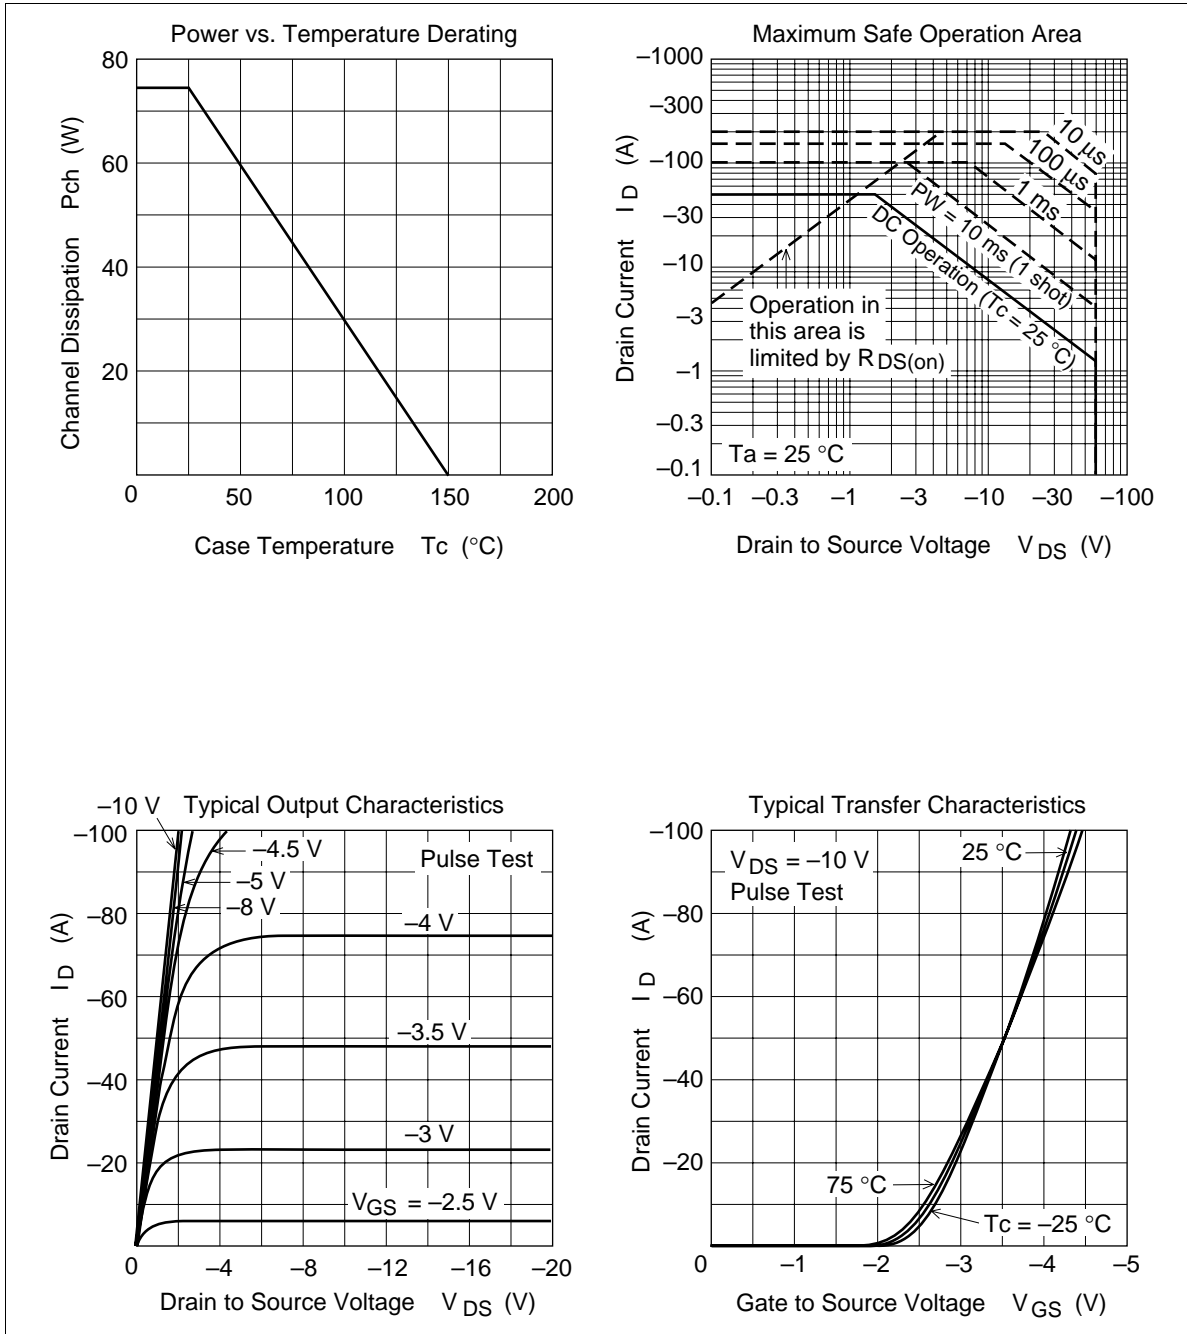 Power vs. Temperature Derating
80
60
40
20
0
50
100
150
200
Channel Dissipation Pch (W)
Case Temperature Tc (°C)
Maximum Safe Operation Area
–1000
–300
–100
–30
–10
–3
–1
–0.3
–0.1
–0.1 –0.3 –1 –3 –10 –30 –100
Drain Current I D (A)
Drain to Source Voltage V DS (V)
10 µs
100 µs
1 ms
PW = 10 ms (1 shot)
DC Operation (Tc = 25 °C)
Operation in
this area is
limited by R DS(on)
Ta = 25 °C
Typical Output Characteristics
–10 V
–100
–80
–60
–40
–20
0 –4 –8 –12 –16 –20
Drain Current I D (A)
Drain to Source Voltage V DS (V)
Pulse Test
–4.5 V
–5 V
–8 V
–4 V
–3.5 V
–3 V
VGS = –2.5 V
Typical Transfer Characteristics
–100
–80
–60
–40
–20
0 –1 –2 –3 –4 –5
Drain Current I D (A)
Gate to Source Voltage V GS (V)
V DS = –10 V
Pulse Test
25 °C
75 °C
Tc = –25 °C